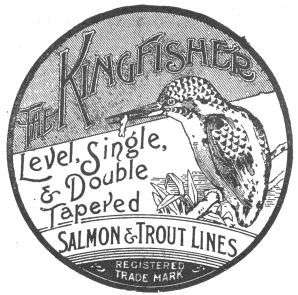 THE KINGFISHER
Level, Single,
& Double
Tapered
SALMON & TROUT LINES
REGISTERED
TRADE MARK